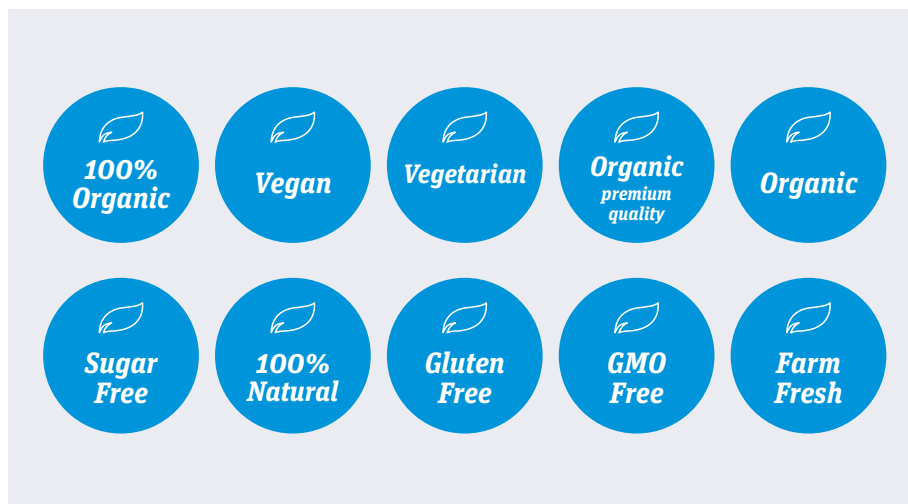 100%
Organic
Vegan
Vegetarian
Organic
premium
quality
Organic
Sugar
Free
100%
Natural
Gluten
Free
GMO
Free
Farm
Fresh